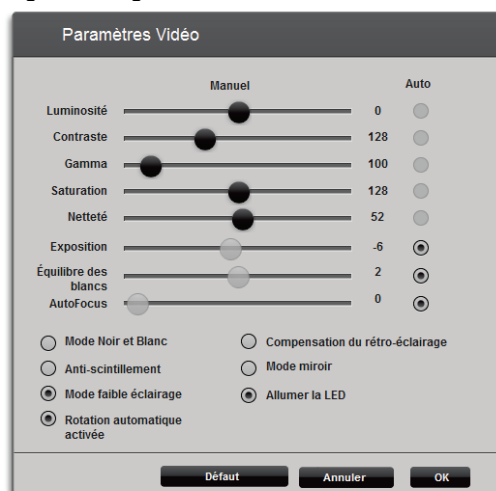 Paramètres Vidéo
Manuel Auto
Luminosité 0
Contraste 128
Gamma 100
Saturation 128
Netteté 52
Exposition -6
Équilibre des
blancs 2
AutoFocus 0
Mode Noir et Blanc Compensation du rétro-éclairage
Anti-scintillement Mode miroir
Mode faible éclairage Allumer la LED
Rotation automatique
activée
Défaut Annuler OK